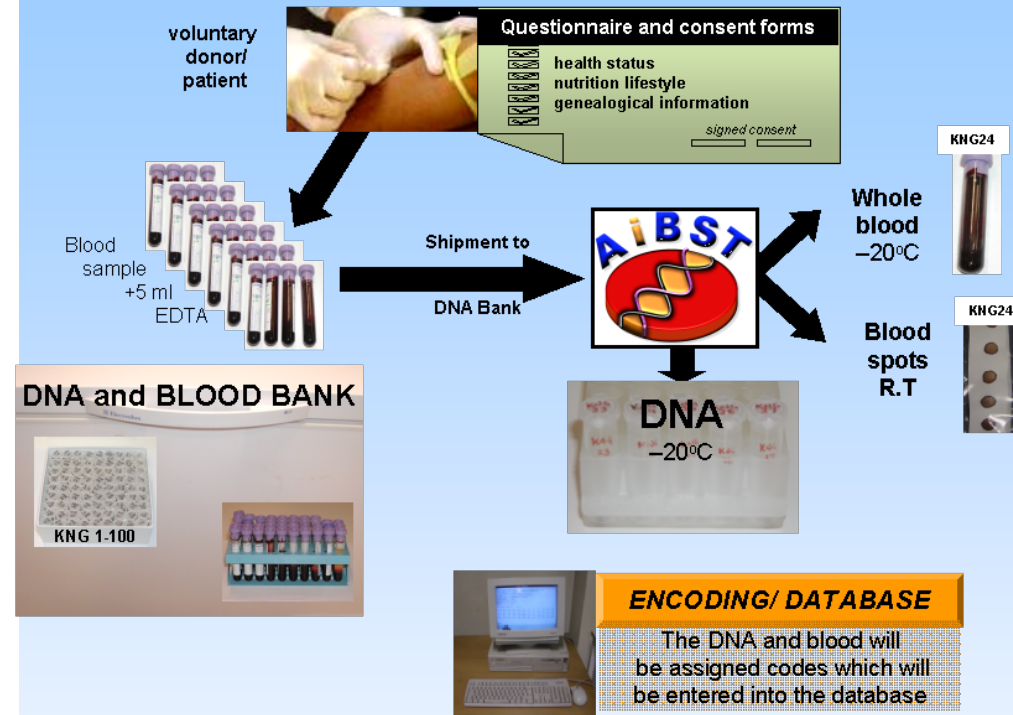 voluntary
donor/
patient
Questionnaire and consent forms
health status
nutrition lifestyle
genealogical information
signed consent
KNG24
Whole
blood
–20°C
Blood
sample
+5 ml
EDTA
Shipment to
DNA Bank
AiBST
KNG24
Blood
spots
R.T
DNA and BLOOD BANK
KNG 1-100
DNA
–20°C
ENCODING/ DATABASE
The DNA and blood will
be assigned codes which will
be entered into the database